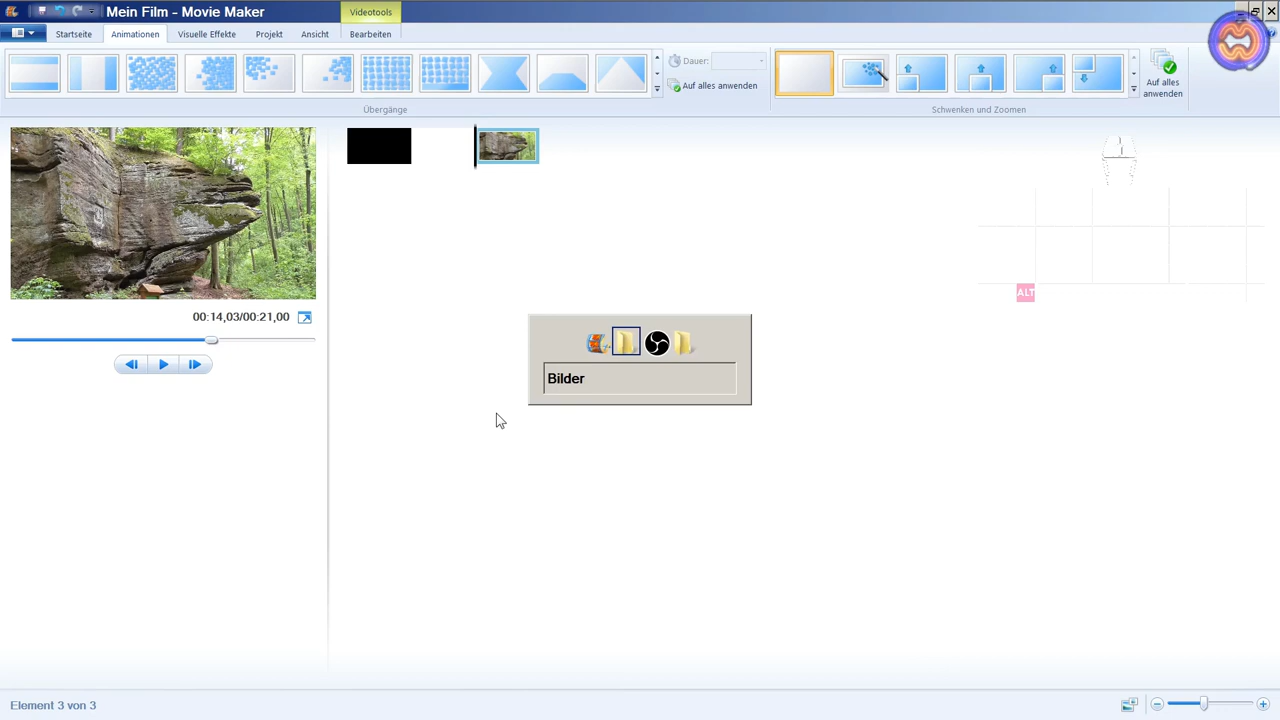 Mein Film - Movie Maker
Videotools
Startseite
Animationen
Visuelle Effekte
Projekt
Ansicht
Bearbeiten
Dauer:
Auf alles anwenden
Auf alles
anwenden
Übergänge
Schwenken und Zoomen
00:14,03/00:21,00
ALT
Bilder
Element 3 von 3